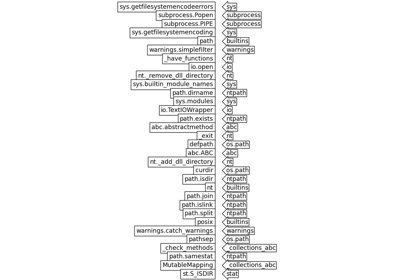 sys.getfilesystemencodeerrors sys
subprocess.Popen subprocess
subprocess.PIPE subprocess
sys.getfilesystemencoding sys
path builtins
warnings.simplefilter warnings
_have_functions nt
io.open io
nt._remove_dll_directory nt
sys.builtin_module_names sys
path.dirname ntpath
sys.modules sys
io.TextIOWrapper io
path.exists ntpath
abc.abstractmethod abc
_exit nt
defpath os.path
abc.ABC abc
nt._add_dll_directory nt
curdir os.path
path.isdir ntpath
nt builtins
path.join ntpath
path.islink ntpath
path.split ntpath
posix builtins
warnings.catch_warnings warnings
pathsep os.path
_check_methods _collections_abc
path.samestat ntpath
MutableMapping _collections_abc
st.S_ISDIR stat